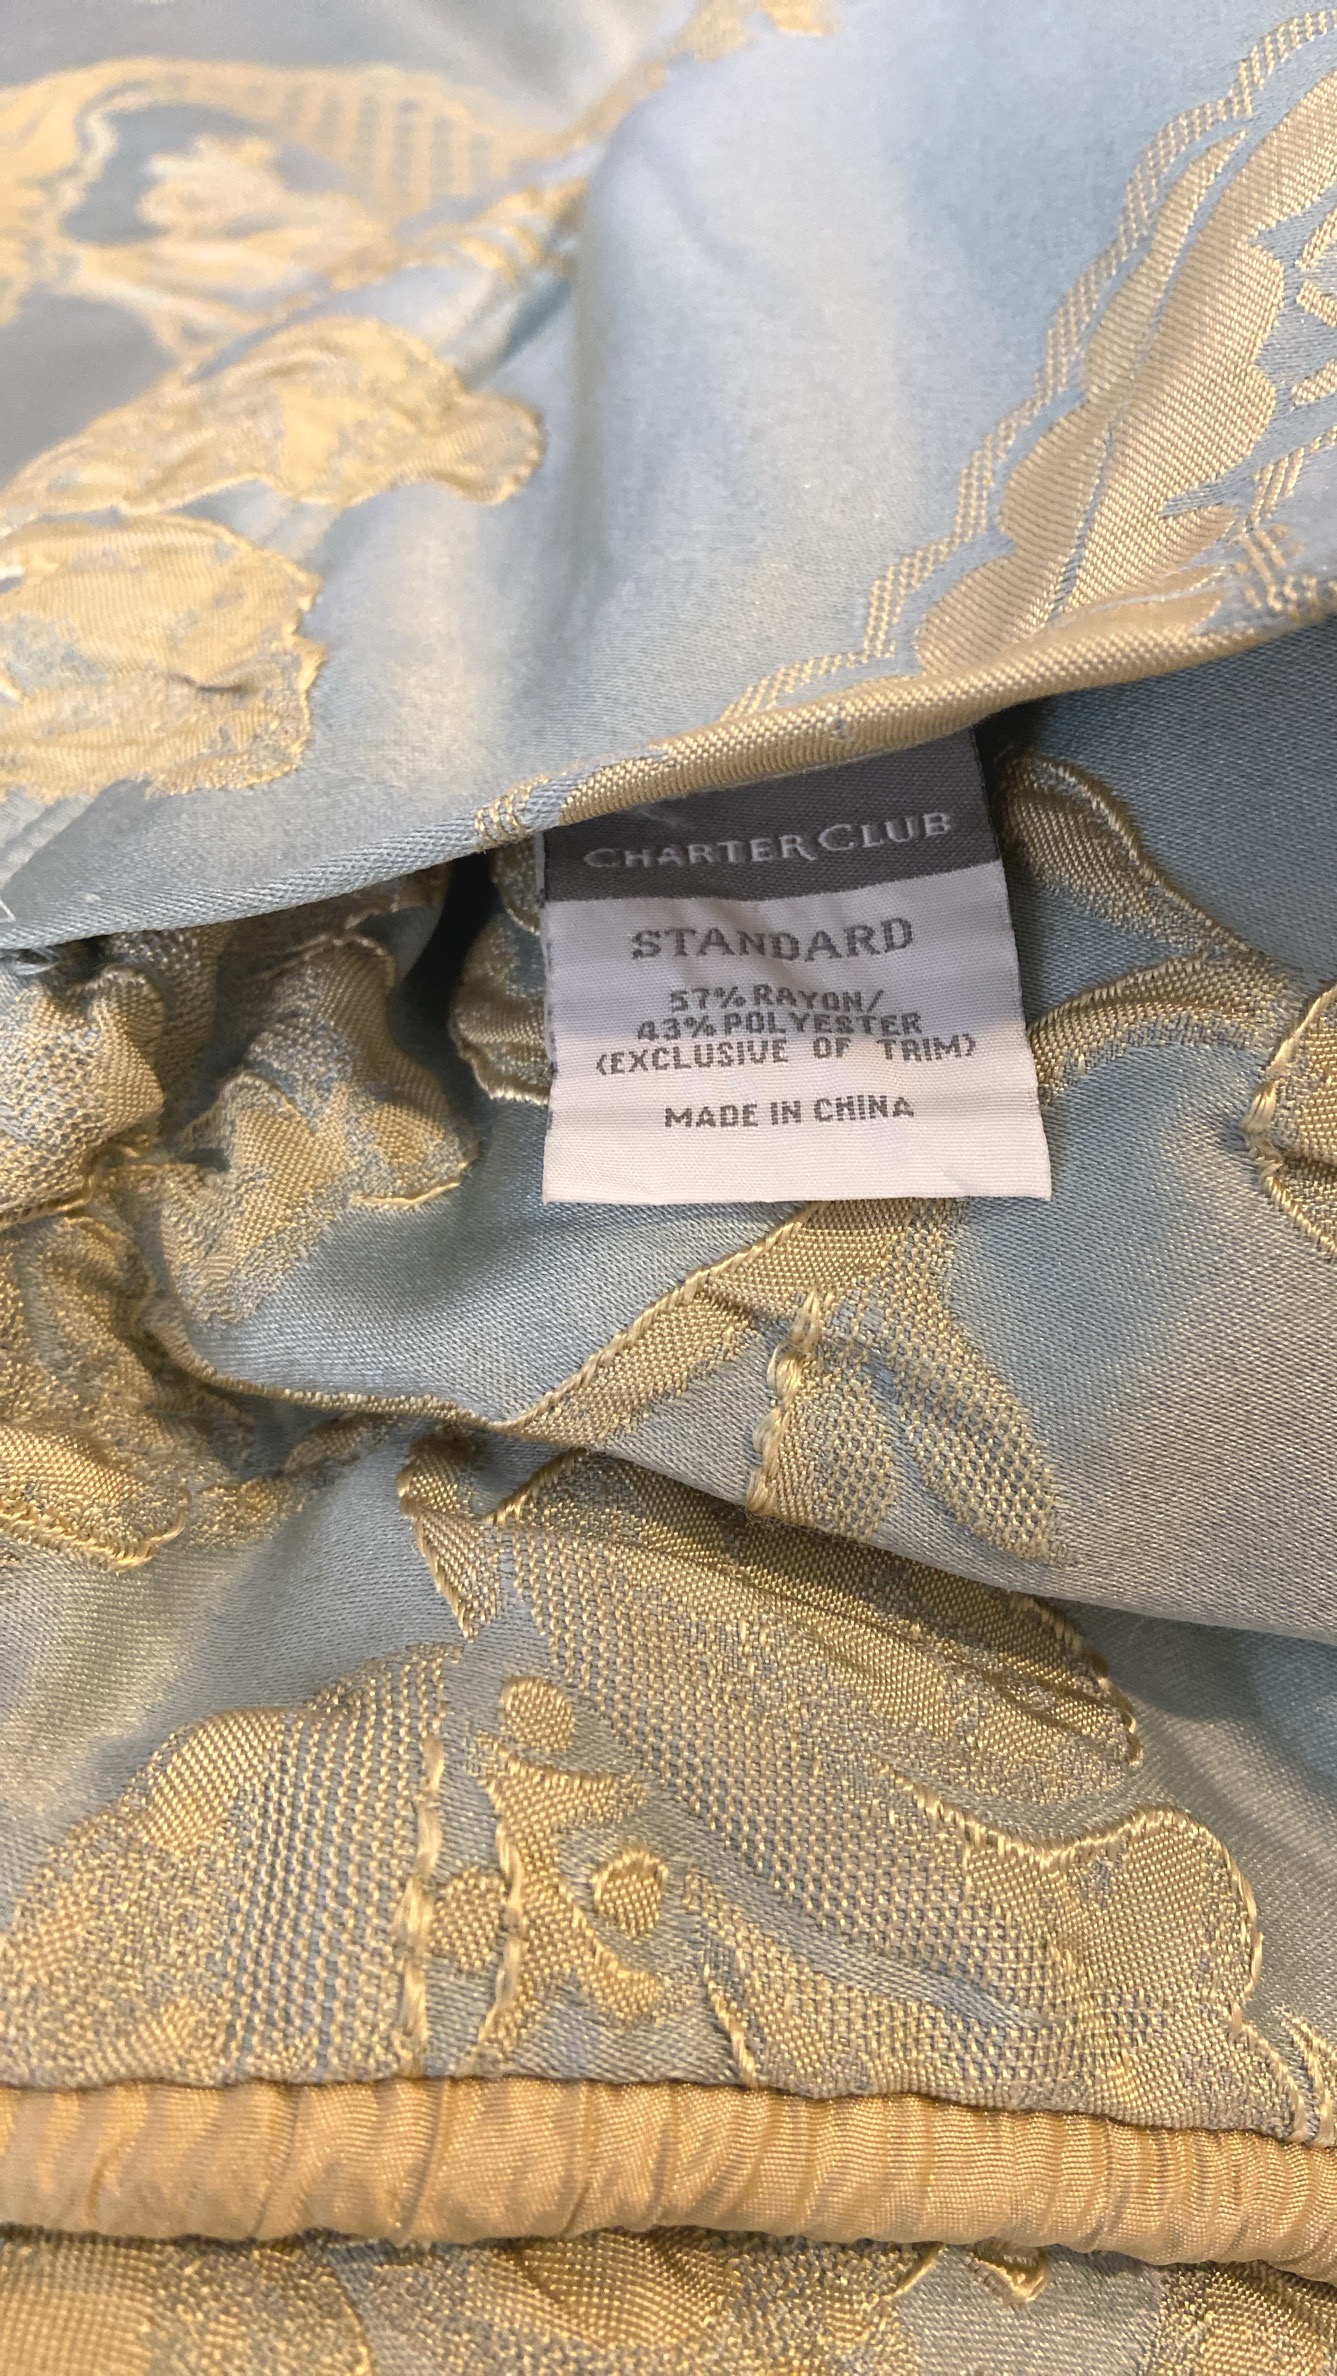 CHARTER CLUB
STANDARD
57% RAYON/
43% POLYESTER
(EXCLUSIVE OF TRIM)
MADE IN CHINA